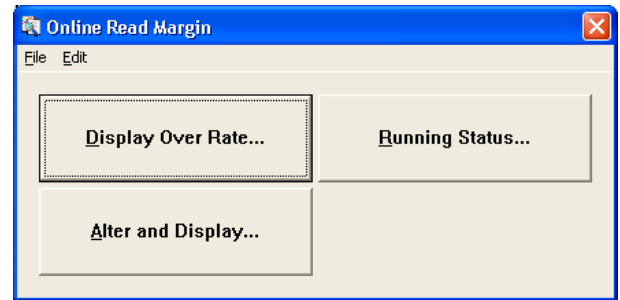 Online Read Margin
File Edit
Display Over Rate... Running Status...
Alter and Display...